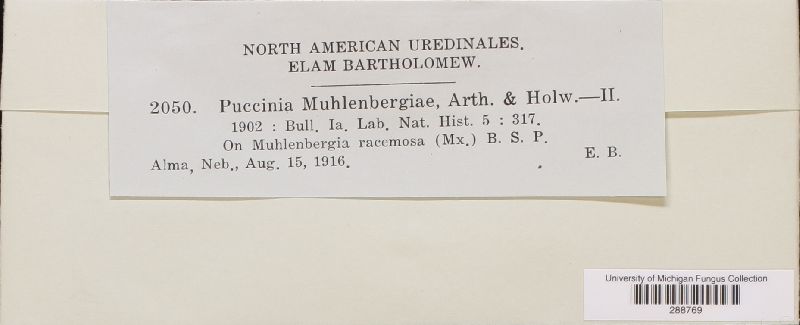 NORTH AMERICAN UREDINALES.
ELAM BARTHOLOMEW.
2050. Puccinia Muhlenbergiae, Arth. & Holw.—II.
1902 : Bull. Ia. Lab. Nat. Hist. 5 : 317.
On Muhlenbergia racemosa (Mx.) B. S. P.
Alma, Neb., Aug. 15, 1916. E. B.
University of Michigan Fungus Collection
288769